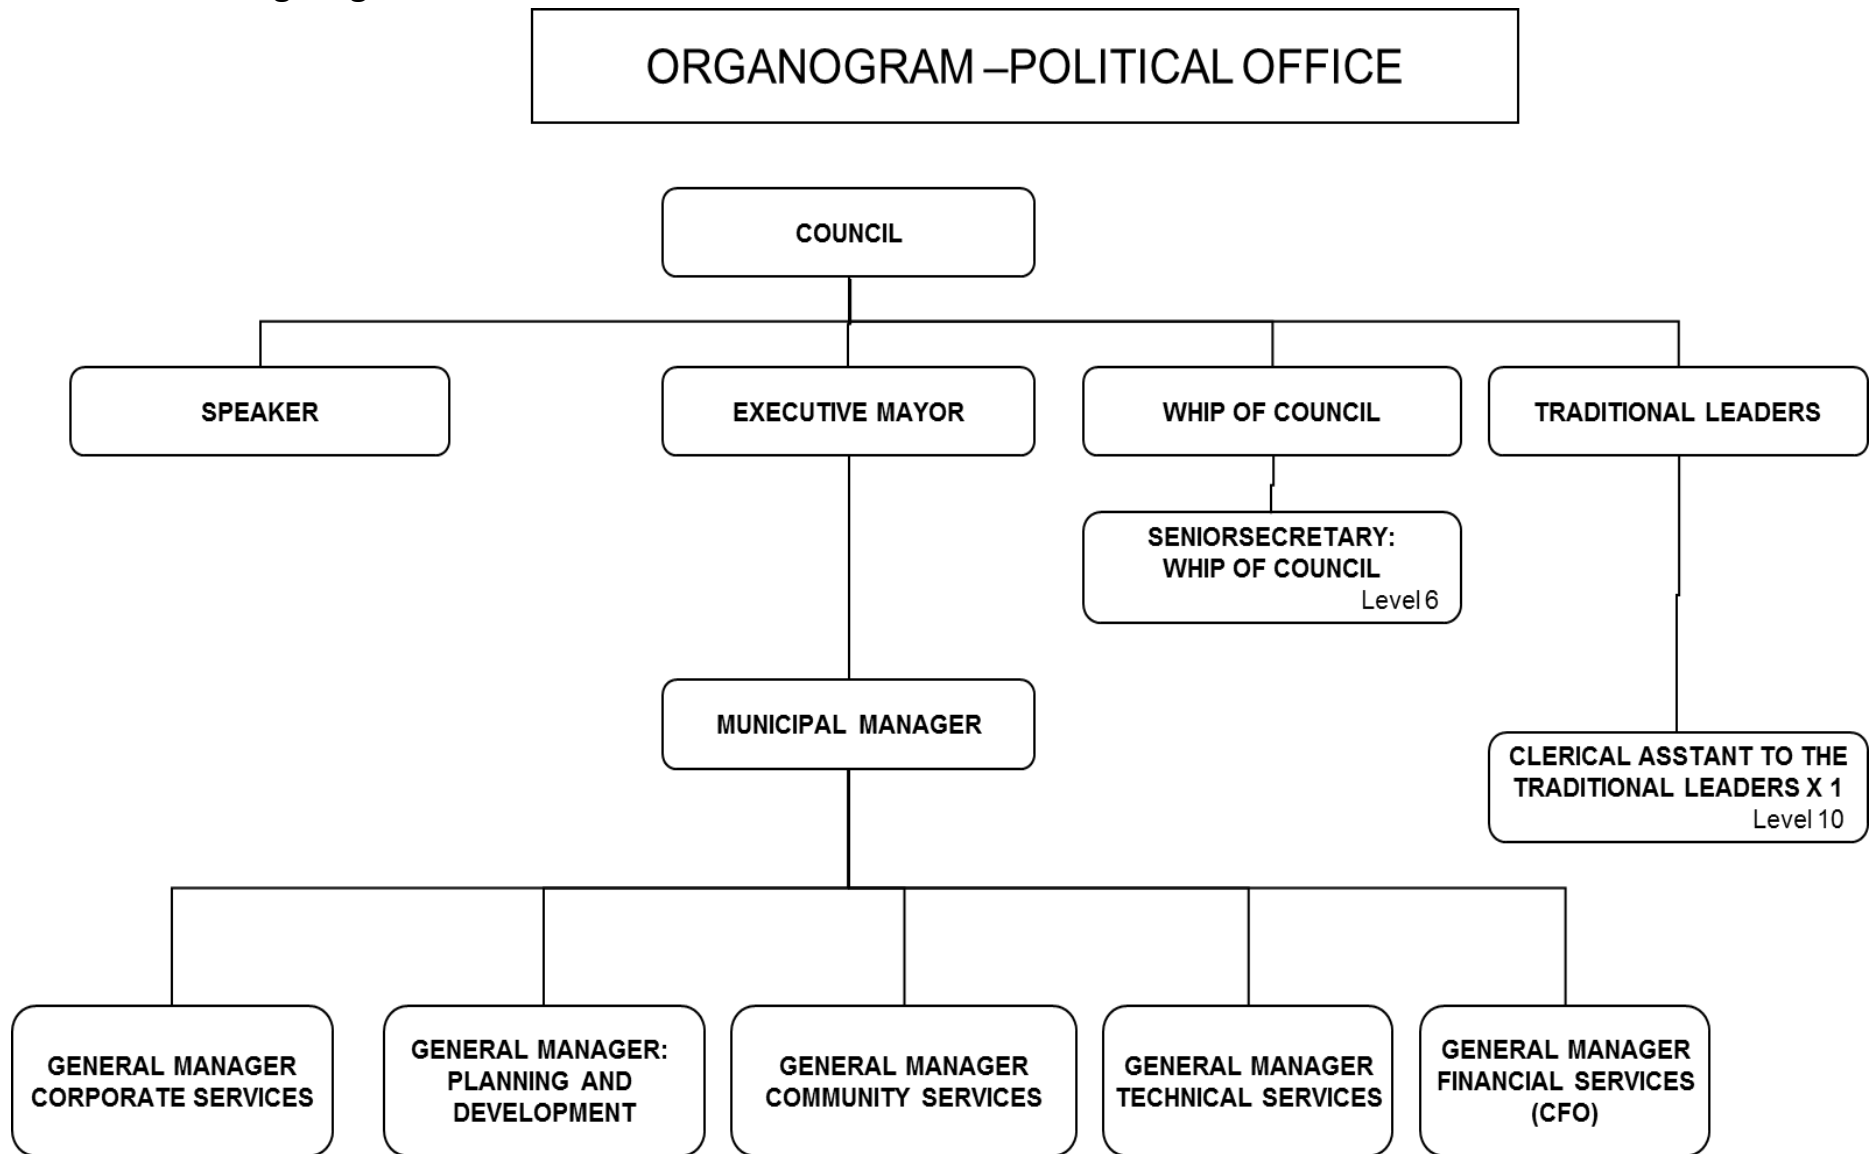 ORGANOGRAM –POLITICAL OFFICE
COUNCIL
SPEAKER
EXECUTIVE MAYOR
WHIP OF COUNCIL
TRADITIONAL LEADERS
SENIORSECRETARY:
WHIP OF COUNCIL
Level 6
MUNICIPAL MANAGER
CLERICAL ASSTANT TO THE
TRADITIONAL LEADERS X 1
Level 10
GENERAL MANAGER
CORPORATE SERVICES
GENERAL MANAGER:
PLANNING AND
DEVELOPMENT
GENERAL MANAGER
COMMUNITY SERVICES
GENERAL MANAGER
TECHNICAL SERVICES
GENERAL MANAGER
FINANCIAL SERVICES
(CFO)